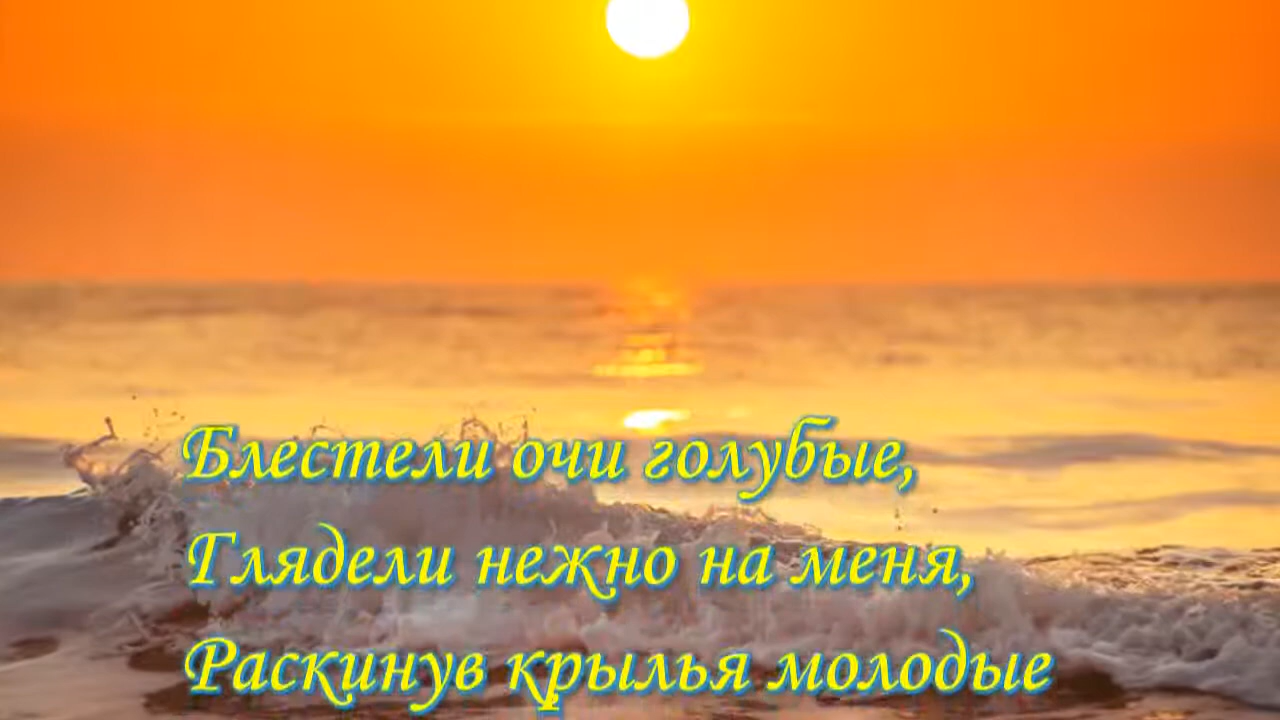 Блестели очи голубые,
Глядели нежно на меня,
Раскинув крылья молодые